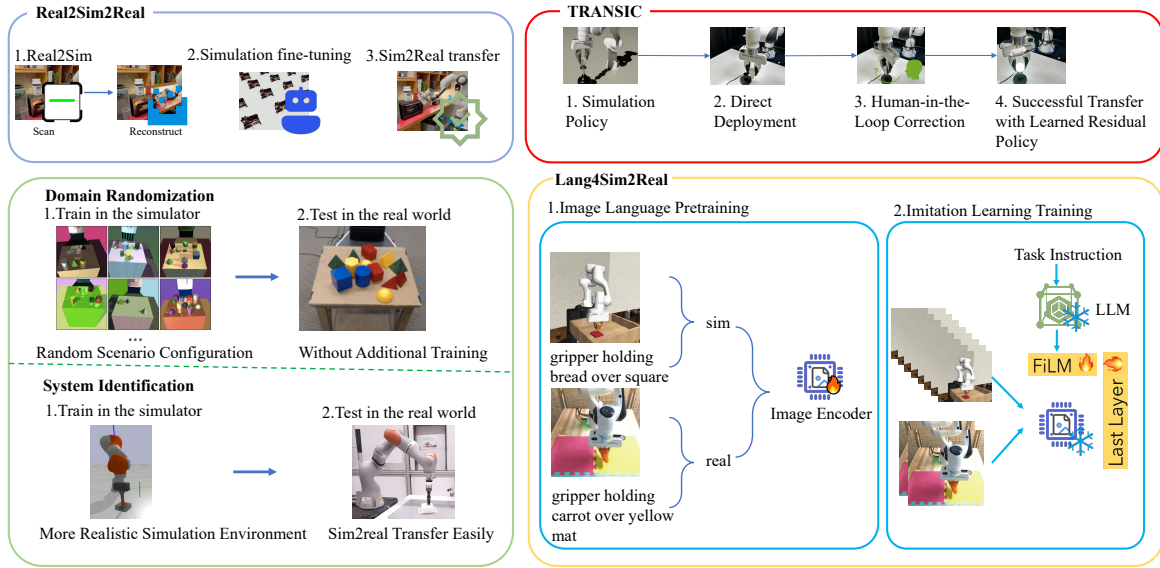 Real2Sim2Real
1.Real2Sim
2.Simulation fine-tuning
3.Sim2Real transfer
Scan
Reconstruct
TRANSIC
1. Simulation
Policy
2. Direct
Deployment
3. Human-in-the-
Loop Correction
4. Successful Transfer
with Learned Residual
Policy
Domain Randomization
1.Train in the simulator
2.Test in the real world
...
Random Scenario Configuration
Without Additional Training
System Identification
1.Train in the simulator
2.Test in the real world
More Realistic Simulation Environment
Sim2real Transfer Easily
Lang4Sim2Real
1.Image Language Pretraining
gripper holding
bread over square
sim
gripper holding
carrot over yellow
mat
real
Image Encoder
2.Imitation Learning Training
Task Instruction
LLM
FiLM
Last Layer